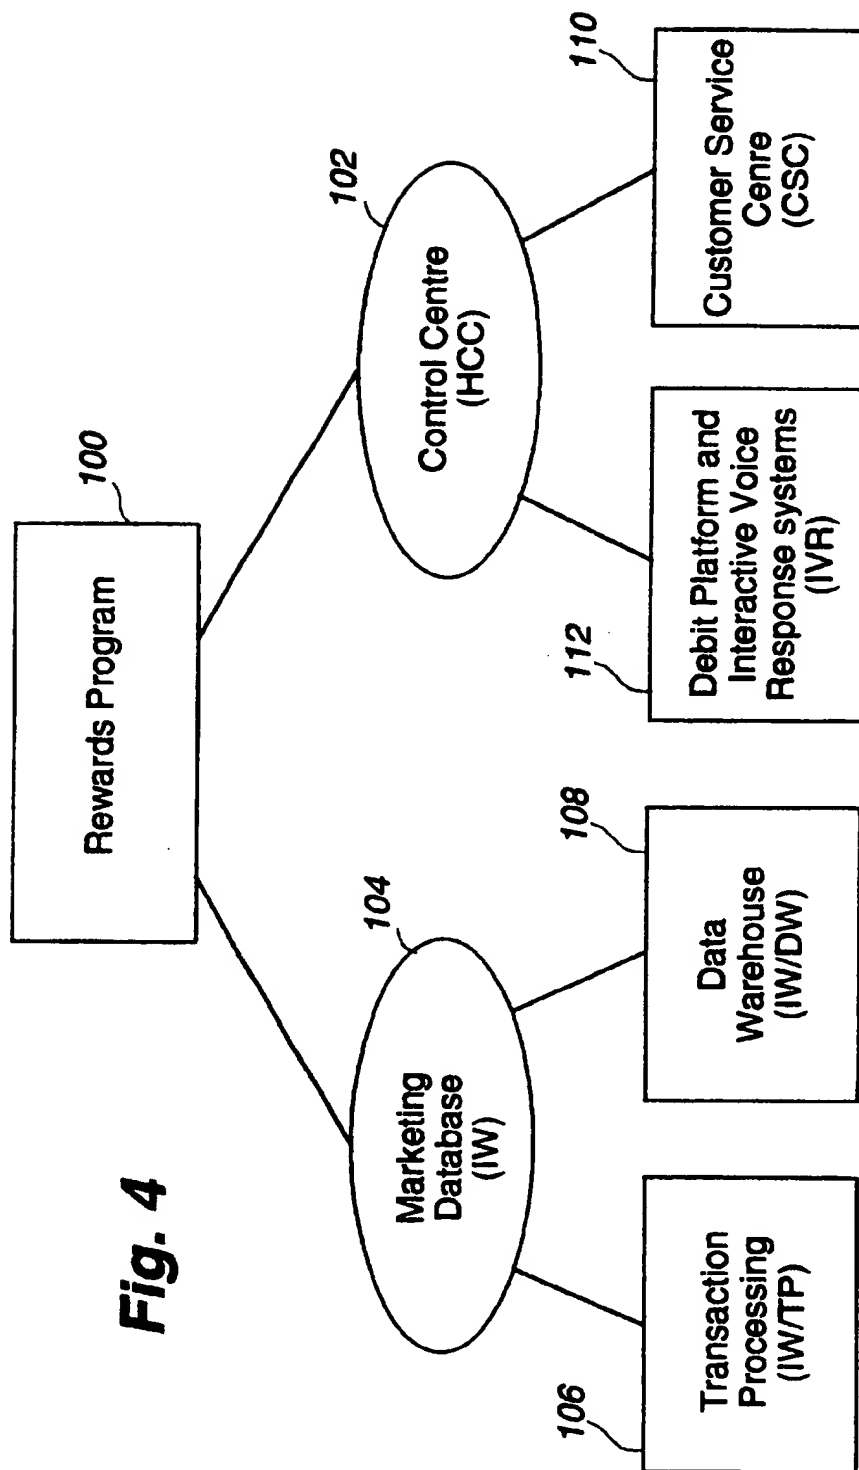 Fig. 4
100
Rewards Program
104
Marketing
Database
(IW)
102
Control Centre
(HCC)
106
Transaction
Processing
(IW/TP)
108
Data
Warehouse
(IW/DW)
112
Debit Platform and
Interactive Voice
Response systems
(IVR)
110
Customer Service
Cenre
(CSC)